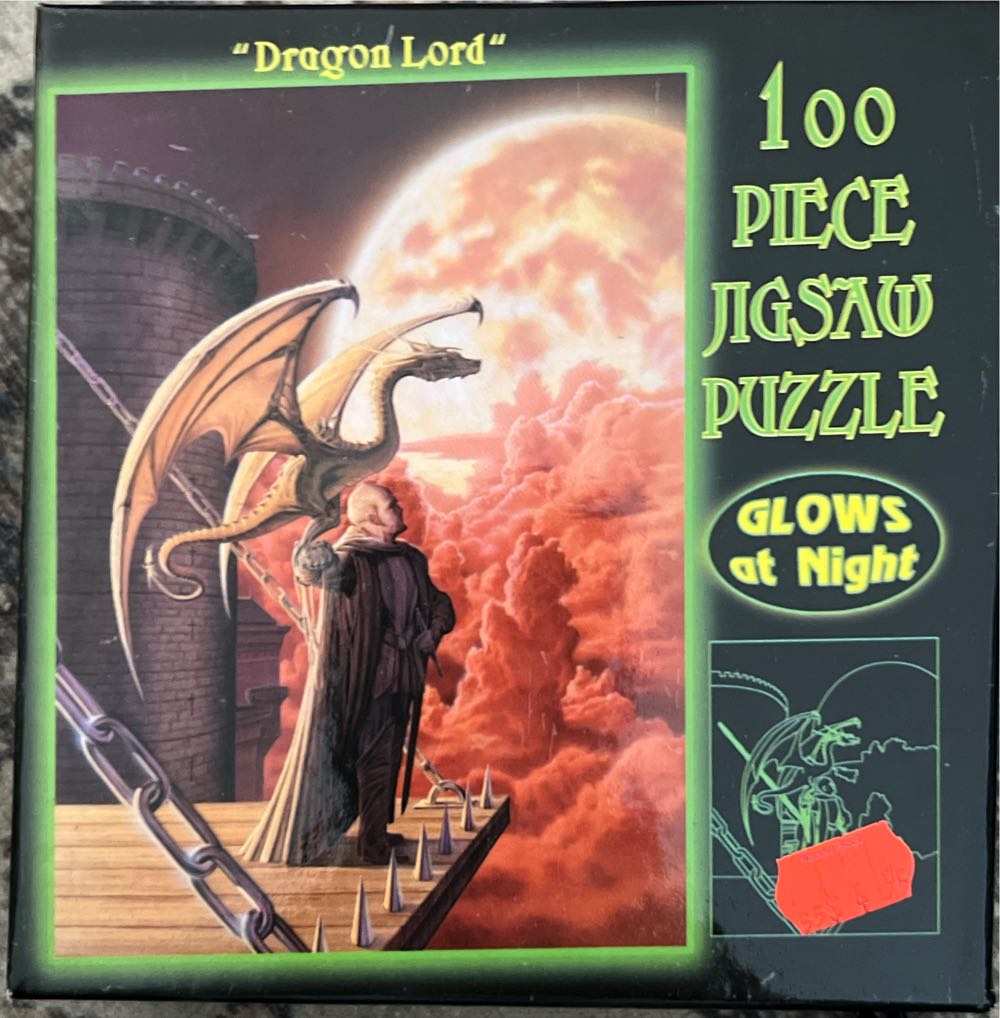 “Dragon Lord“
100
PIECE
JIGSAW
PUZZLE
GLOWS
at Night